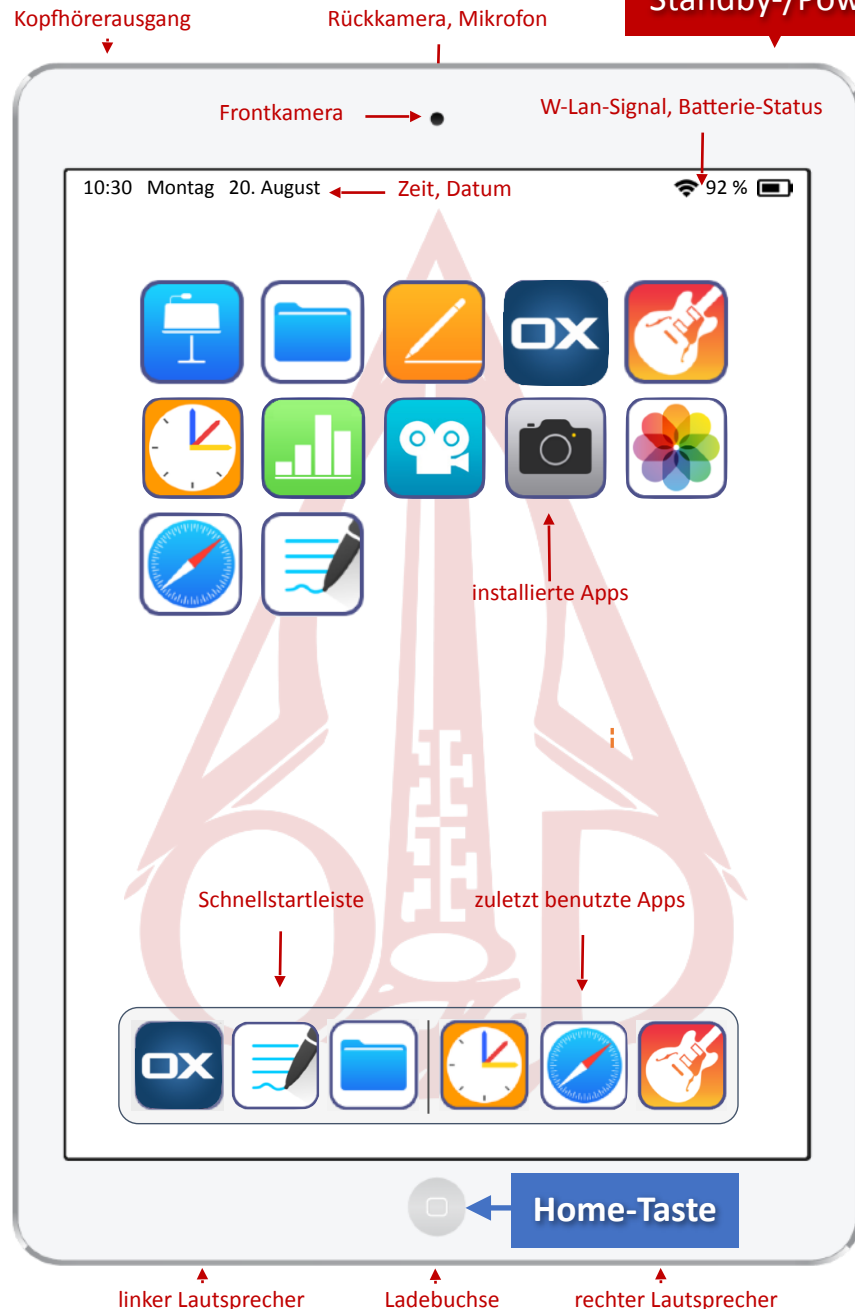 Kopfhörerausgang
Rückkamera, Mikrofon
Frontkamera
W-Lan-Signal, Batterie-Status
10:30 Montag 20. August
Zeit, Datum
92 %
OX
installierte Apps
Schnellstartleiste
zuletzt benutzte Apps
OX
Home-Taste
linker Lautsprecher
Ladebuchse
rechter Lautsprecher